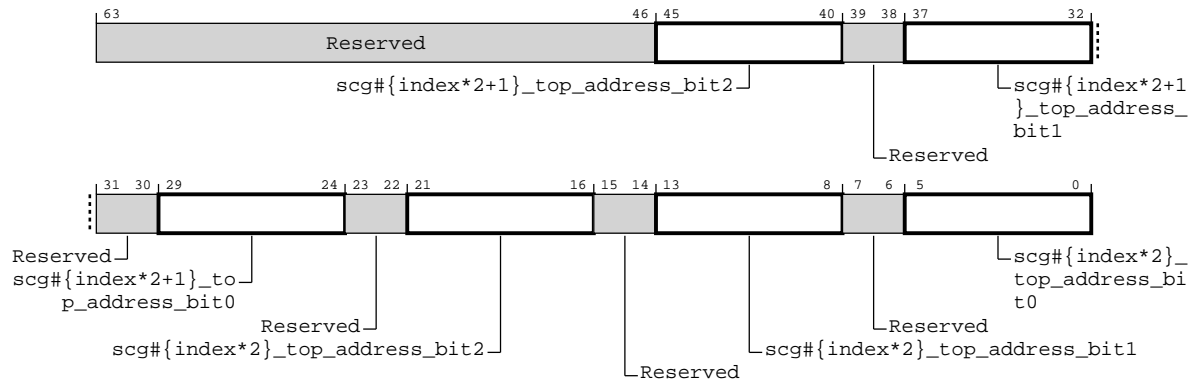 63 46 45 40 39 38 37 32
Reserved
scg#{index*2+1}_top_address_bit2
scg#{index*2+1
}_top_address_
bit1
Reserved
31 30 29 24 23 22 21 16 15 14 13 8 7 6 5 0
Reserved
scg#{index*2+1}_to
p_address_bit0
scg#{index*2}_
top_address_bi
t0
Reserved
Reserved
scg#{index*2}_top_address_bit2
scg#{index*2}_top_address_bit1
Reserved